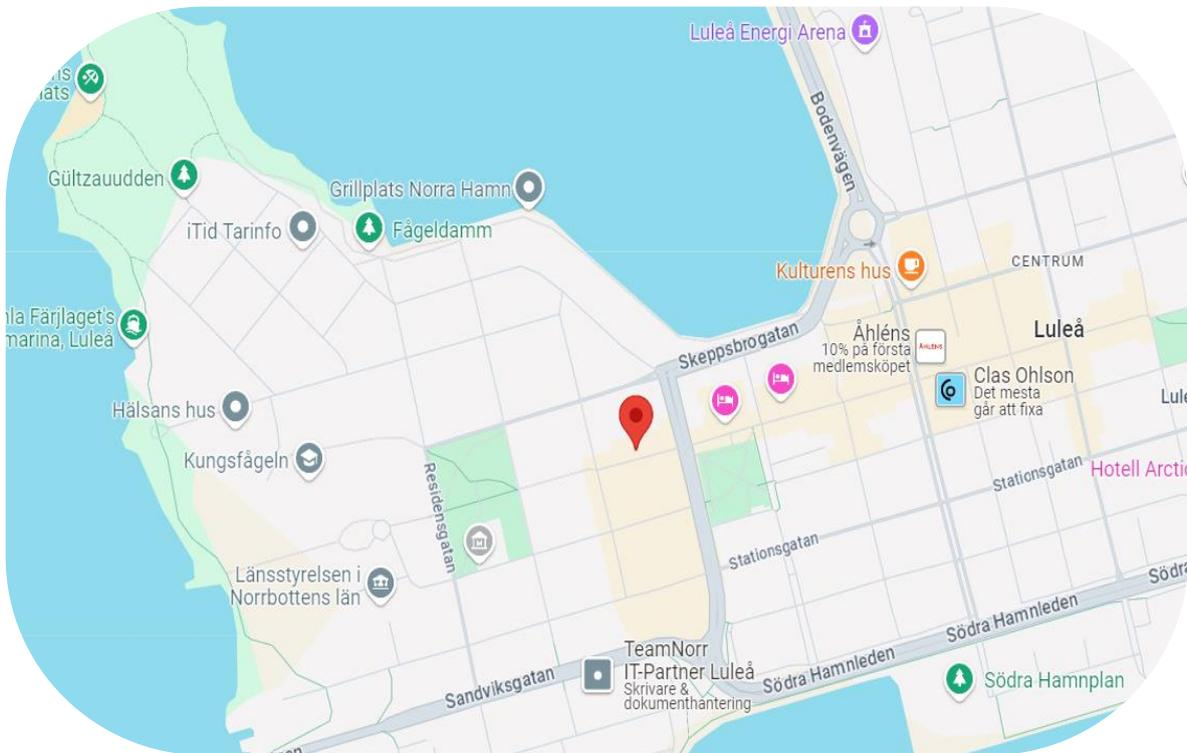 Luleå Energi Arena
Bodenvägen
Gültzauudden
Grillplats Norra Hamn
iTid Tarinfo
Fågeldamm
Kulturens hus
CENTRUM
Färjlaget's
marina, Luleå
Skeppsbrogatan
Åhléns
10% på första
medlemsköpet
ÅHLÉNS
Luleå
Clas Ohlson
Det mesta
går att fixa
Hälsans hus
Kungsfågeln
Residensgatan
Stationsgatan
Hotell
Stationsgatan
Länsstyrelsen i
Norrbottens län
Södra Hamnleden
TeamNorr
IT-Partner Luleå
Skrivare &
dokumenthantering
Södra Hamnleden
Södra Hamnplan
Sandviksgatan